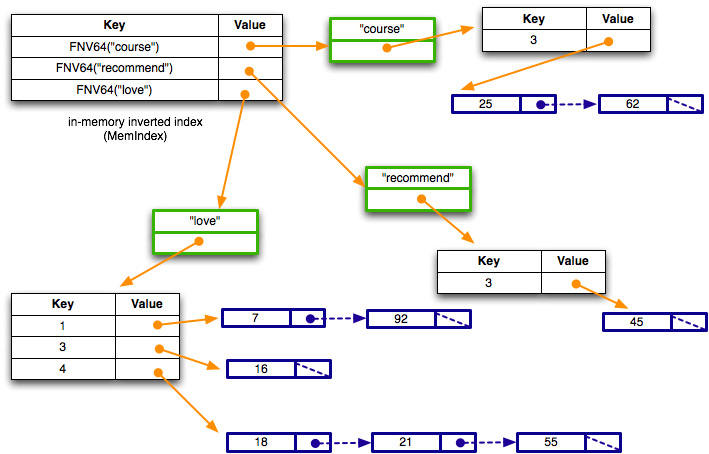 Key Value
FNV64("course")
FNV64("recommend")
FNV64("love")
in-memory inverted index
(MemIndex)
"course"
Key Value
3
25 62
"recommend"
Key Value
3
45
"love"
Key Value
1
3
4
7 92
16
18 21 55